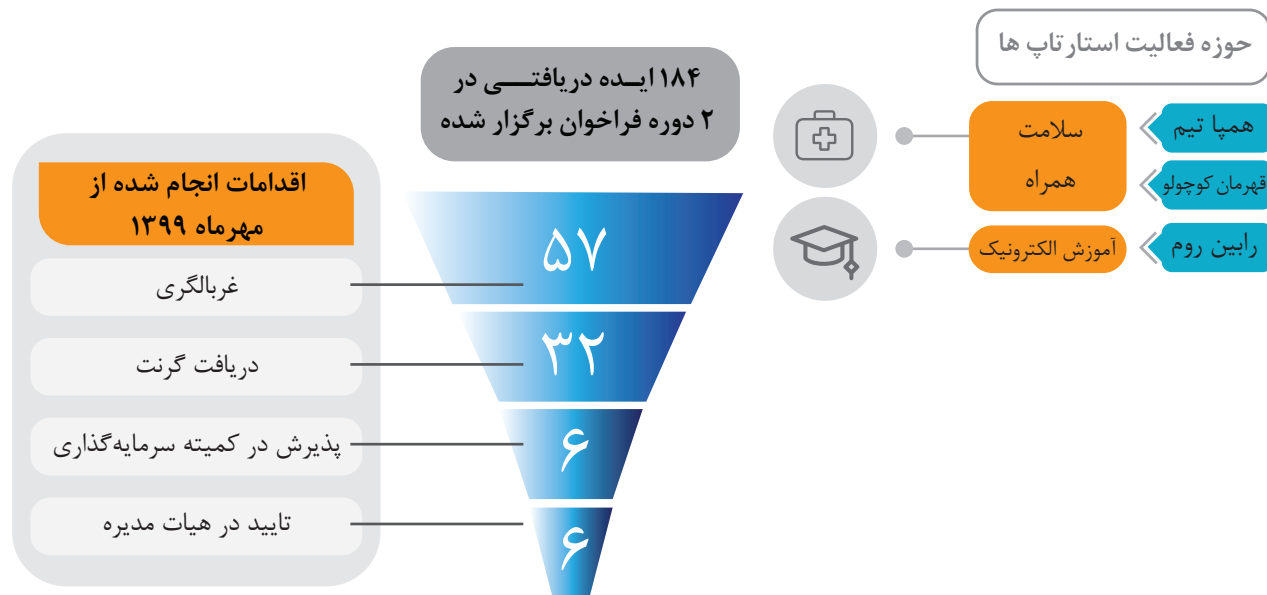 حوزه فعالیت استارتاپ ها
همپا تیم
قهرمان کوچولو
رابین روم
سلامت
همراه
آموزش الکترونیک
۱۸۴ ایـده دریافتـــی در
۲ دوره فراخوان برگزار شده
۵۷
۳۲
۶
۶
اقدامات انجام شده از
مهرماه ۱۳۹۹
غربالگری
دریافت گرنت
پذیرش در کمیته سرمایه‌گذاری
تایید در هیات مدیره